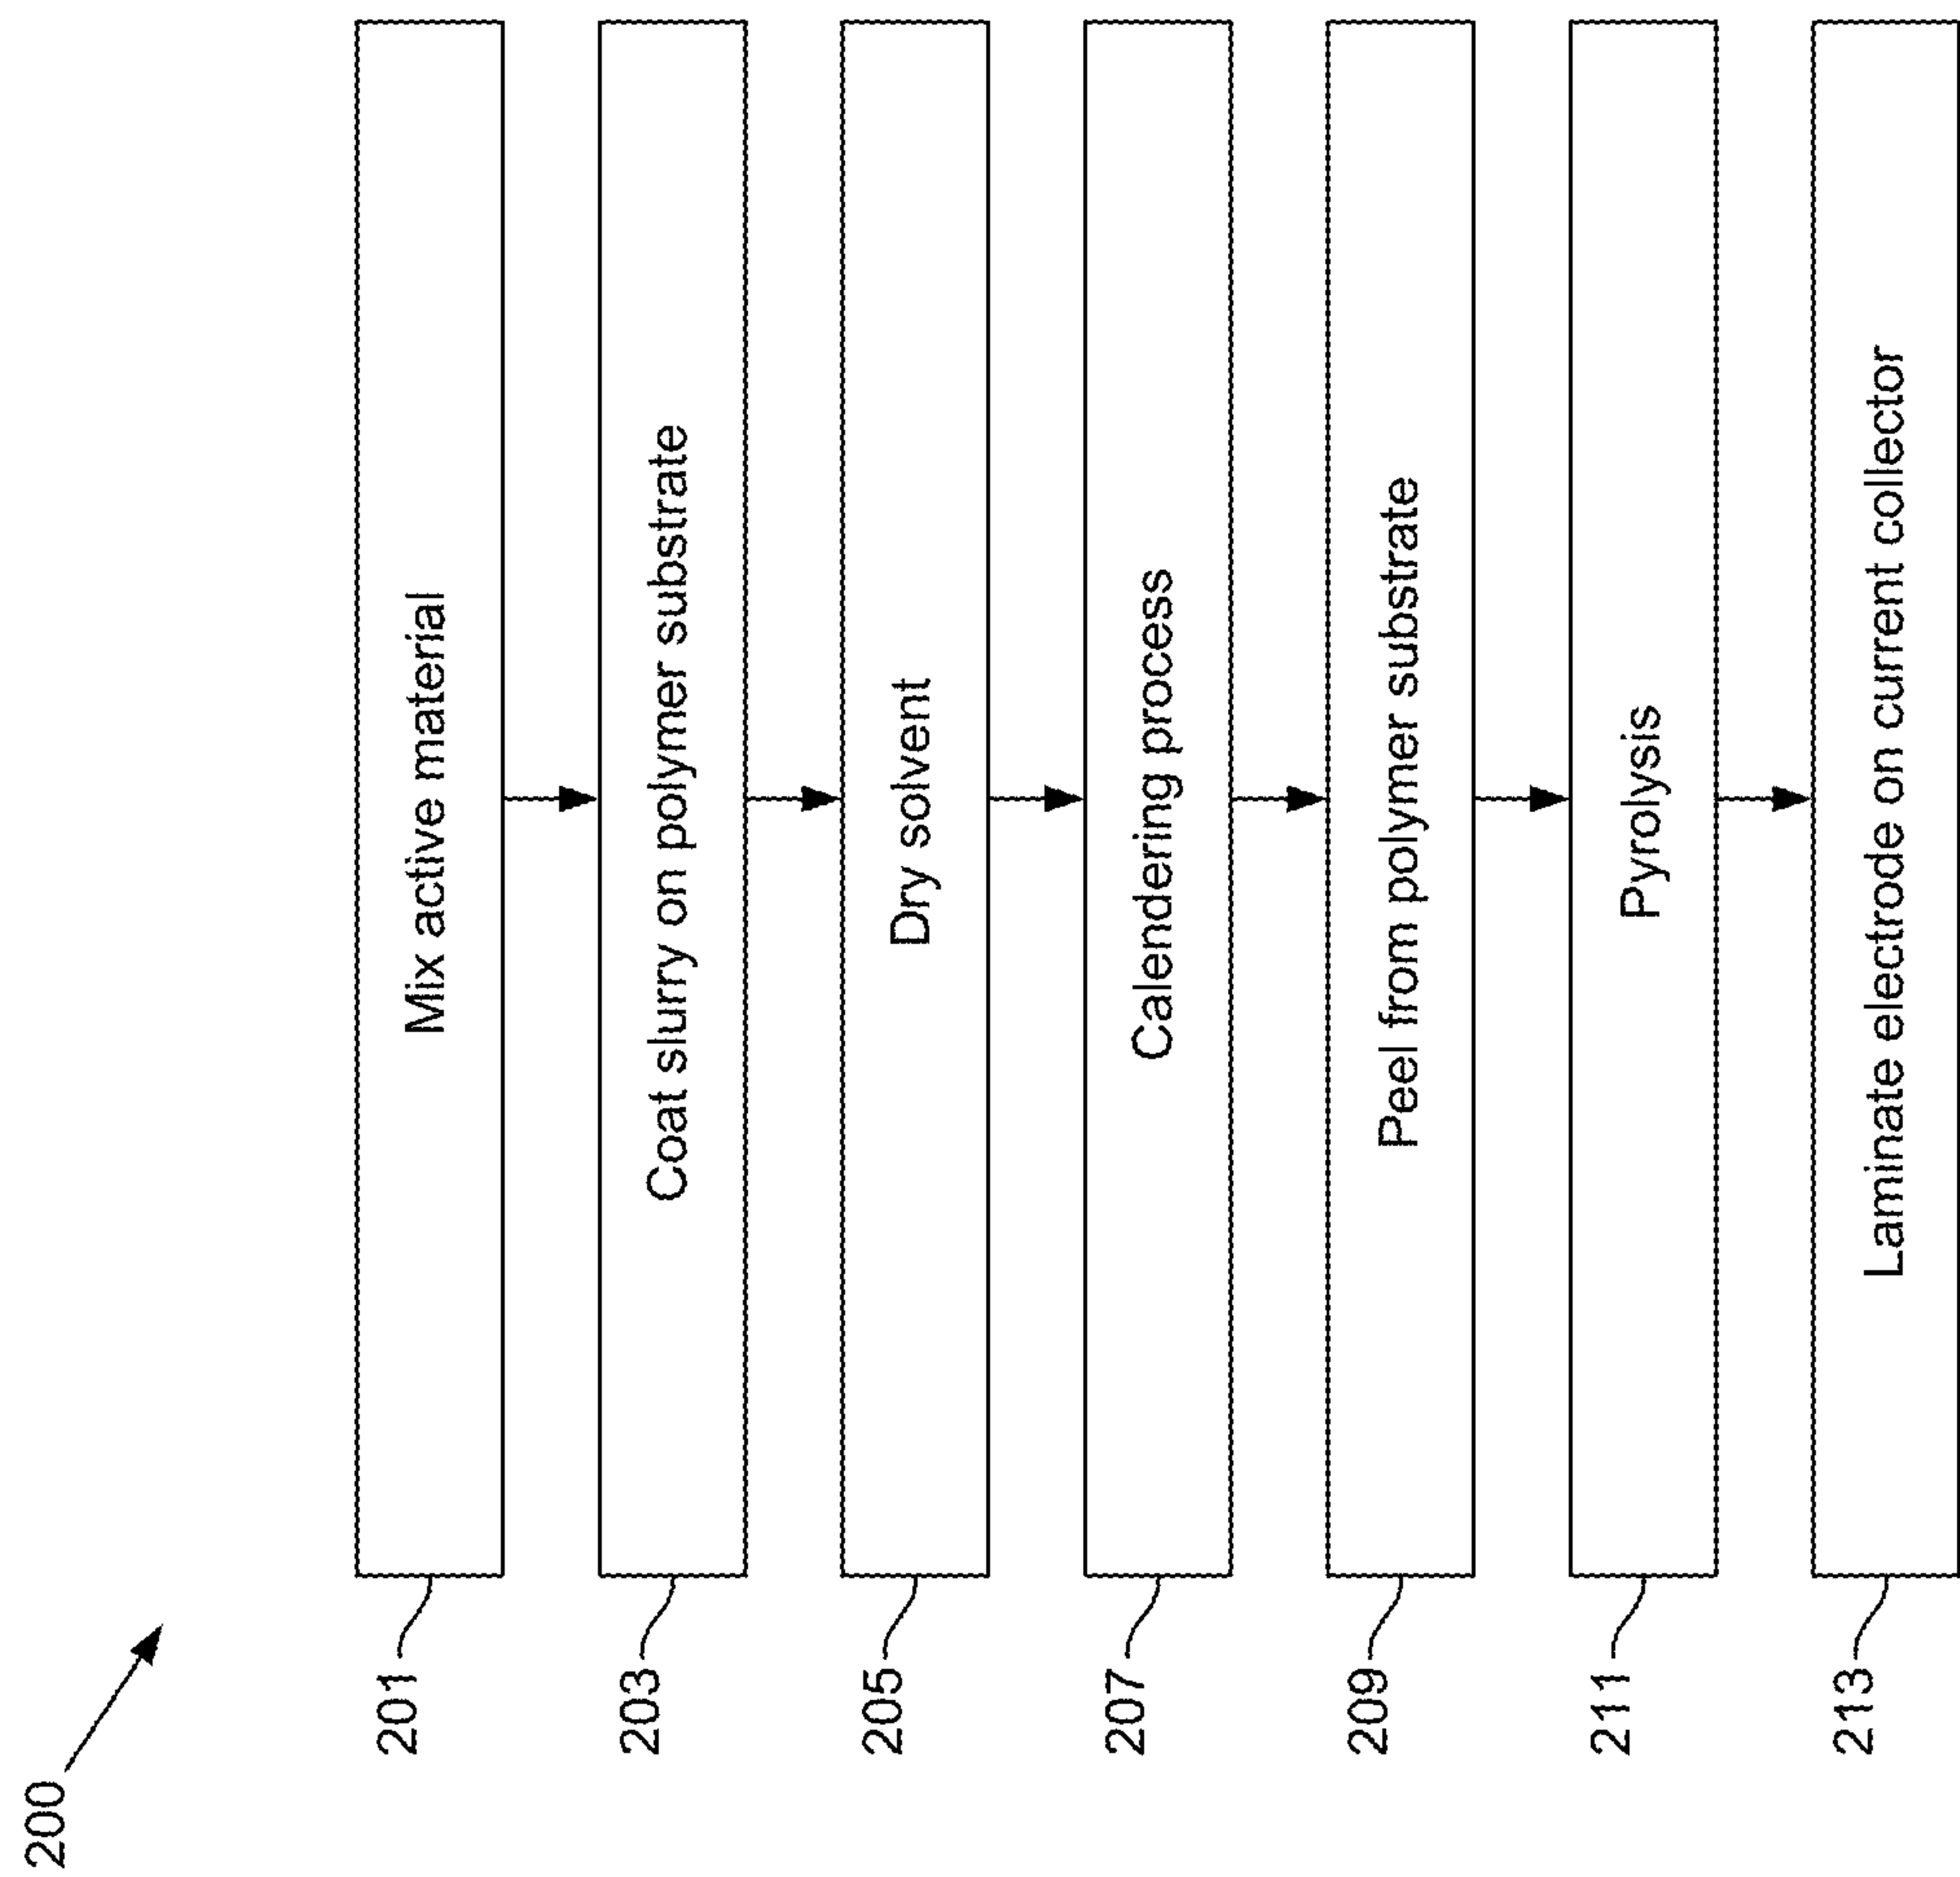 200
201
Mix active material
203
Coat slurry on polymer substrate
205
Dry solvent
207
Calendering process
209
Peel from polymer substrate
211
Pyrolysis
213
Laminate electrode on current collector